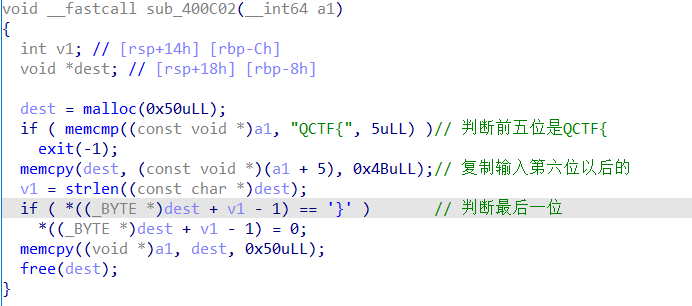 void __fastcall sub_400C02(__int64 a1)
{
  int v1; // [rsp+14h] [rbp-Ch]
  void *dest; // [rsp+18h] [rbp-8h]

  dest = malloc(0x50uLL);
  if ( memcmp((const void *)a1, "QCTF{", 5uLL) )// 判断前五位是QCTF{
    exit(-1);
  memcpy(dest, (const void *)(a1 + 5), 0x4BuLL);// 复制输入第六位以后的
  v1 = strlen((const char *)dest);
  if ( *((_BYTE *)dest + v1 - 1) == '}' )       // 判断最后一位
    *((_BYTE *)dest + v1 - 1) = 0;
  memcpy((void *)a1, dest, 0x50uLL);
  free(dest);
}